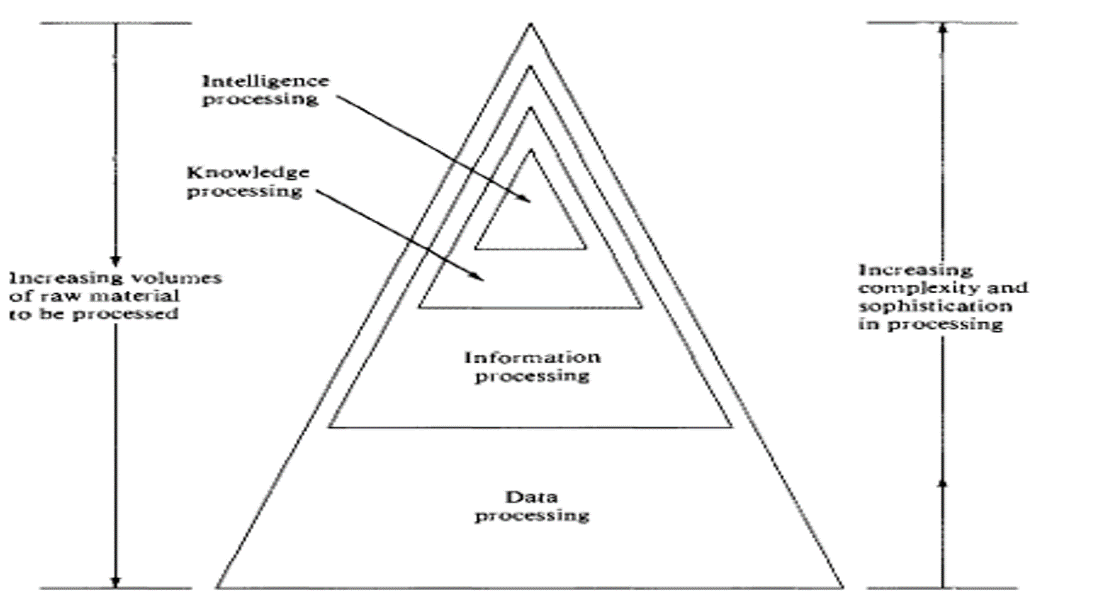 Intelligence
processing
Knowledge
processing
Increasing volumes
of raw material
to be processed
Increasing
complexity and
sophistication
in processing
Information
processing
Data
processing